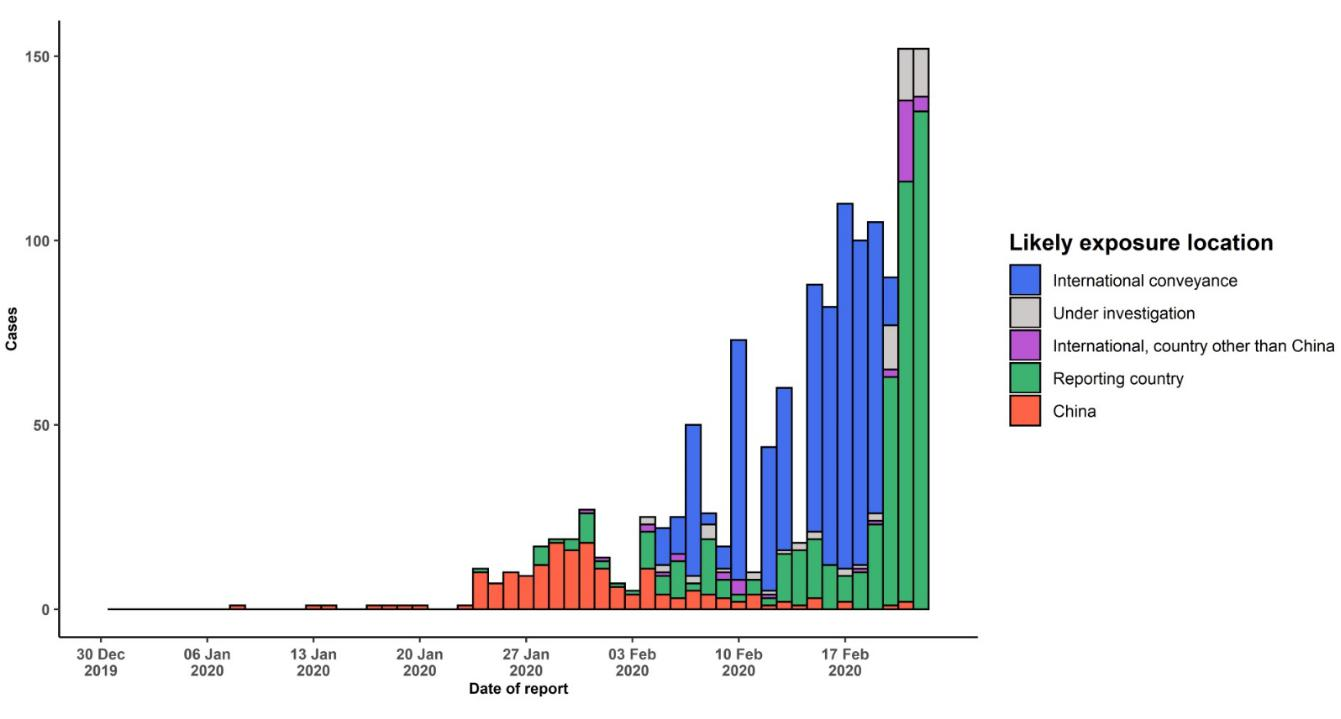 150
100
50
0
Cases
30 Dec
2019
06 Jan
2020
13 Jan
2020
20 Jan
2020
27 Jan
2020
03 Feb
2020
10 Feb
2020
17 Feb
2020
Date of report
Likely exposure location
International conveyance
Under investigation
International, country other than China
Reporting country
China